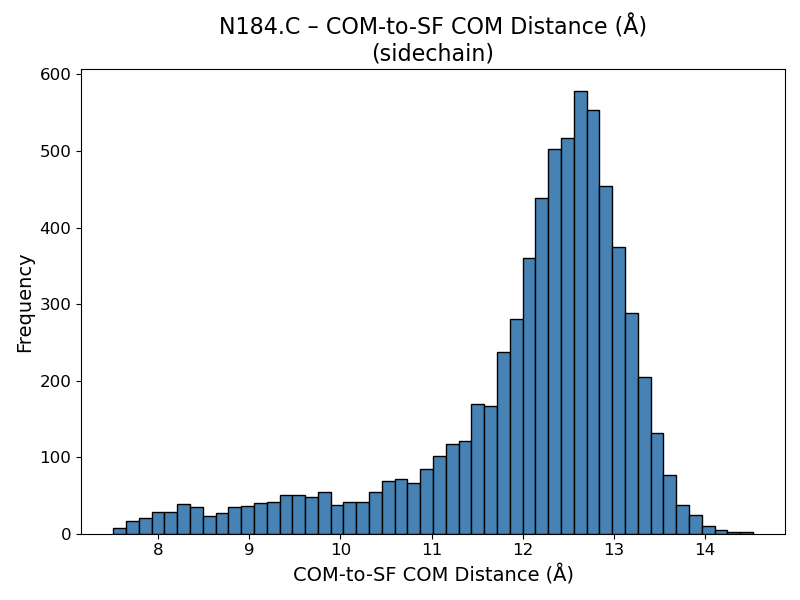 N184.C – COM-to-SF COM Distance (Å)
(sidechain)
600
500
400
300
200
100
0
Frequency
8 9 10 11 12 13 14
COM-to-SF COM Distance (Å)